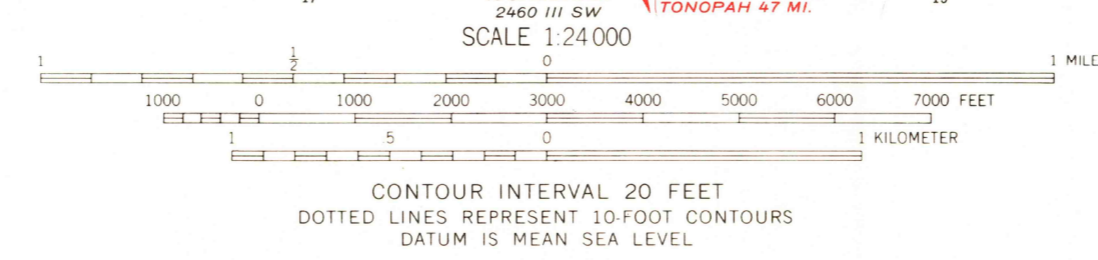 2460 III SW
TONOPAH 47 MI.
SCALE 1:24 000
1 1/2 0 1 MILE
1000 0 1000 2000 3000 4000 5000 6000 7000 FEET
1 .5 0 1 KILOMETER
CONTOUR INTERVAL 20 FEET
DOTTED LINES REPRESENT 10-FOOT CONTOURS
DATUM IS MEAN SEA LEVEL